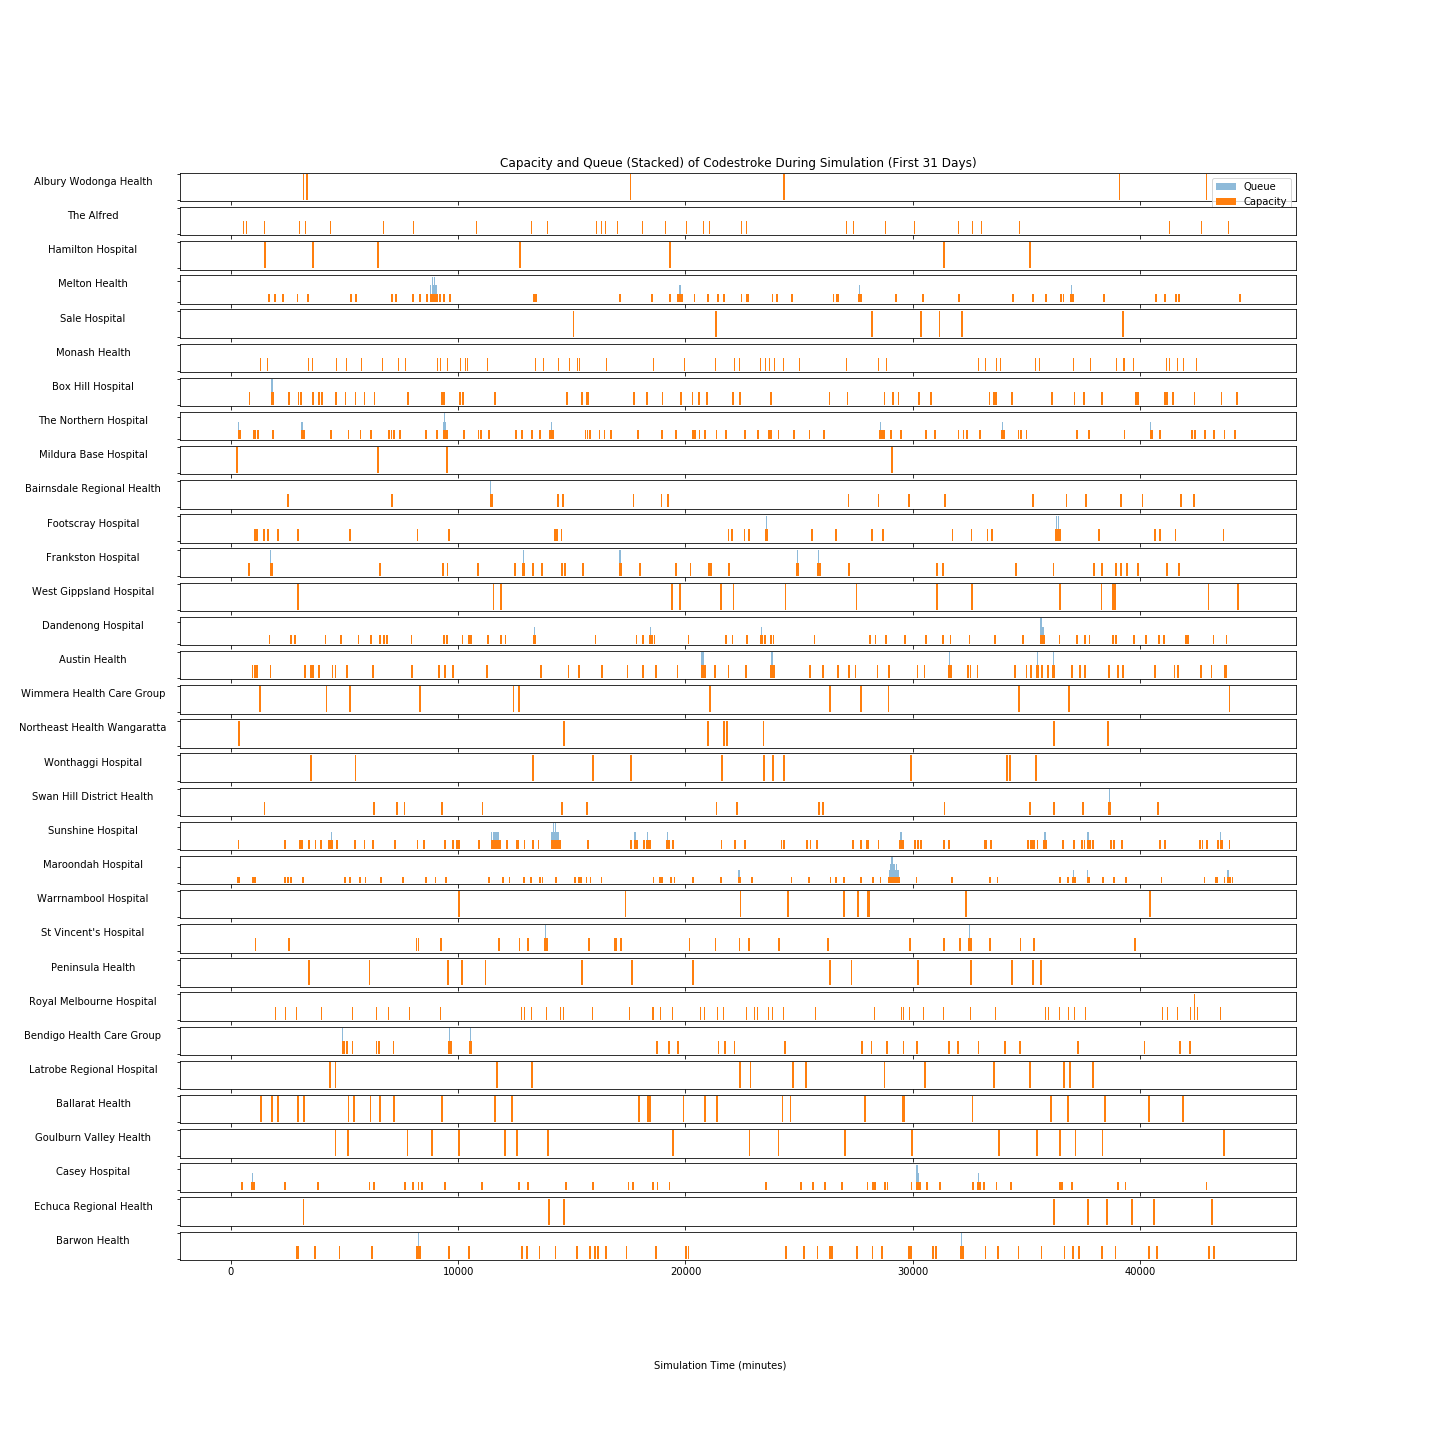 Capacity and Queue (Stacked) of Codestroke During Simulation (First 31 Days)
Albury Wodonga Health
Queue
Capacity
The Alfred
Hamilton Hospital
Melton Health
Sale Hospital
Monash Health
Box Hill Hospital
The Northern Hospital
Mildura Base Hospital
Bairnsdale Regional Health
Footscray Hospital
Frankston Hospital
West Gippsland Hospital
Dandenong Hospital
Austin Health
Wimmera Health Care Group
Northeast Health Wangaratta
Wonthaggi Hospital
Swan Hill District Health
Sunshine Hospital
Maroondah Hospital
Warrnambool Hospital
St Vincent's Hospital
Peninsula Health
Royal Melbourne Hospital
Bendigo Health Care Group
Latrobe Regional Hospital
Ballarat Health
Goulburn Valley Health
Casey Hospital
Echuca Regional Health
Barwon Health
0 10000 20000 30000 40000
Simulation Time (minutes)